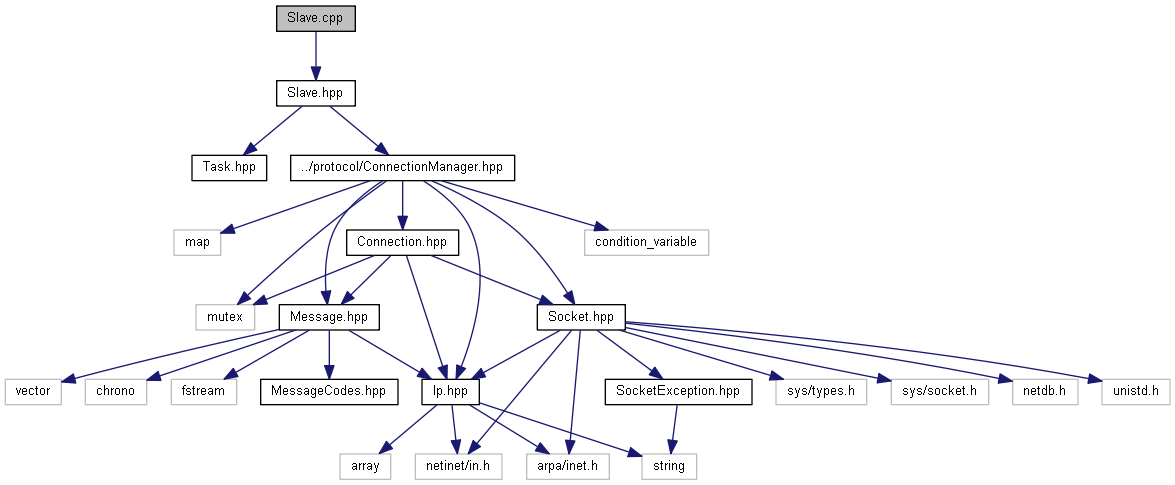 Slave.cpp
Slave.hpp
Task.hpp
../protocol/ConnectionManager.hpp
map
Connection.hpp
condition_variable
mutex
Message.hpp
Socket.hpp
vector
chrono
fstream
MessageCodes.hpp
Ip.hpp
SocketException.hpp
sys/types.h
sys/socket.h
netdb.h
unistd.h
array
netinet/in.h
arpa/inet.h
string